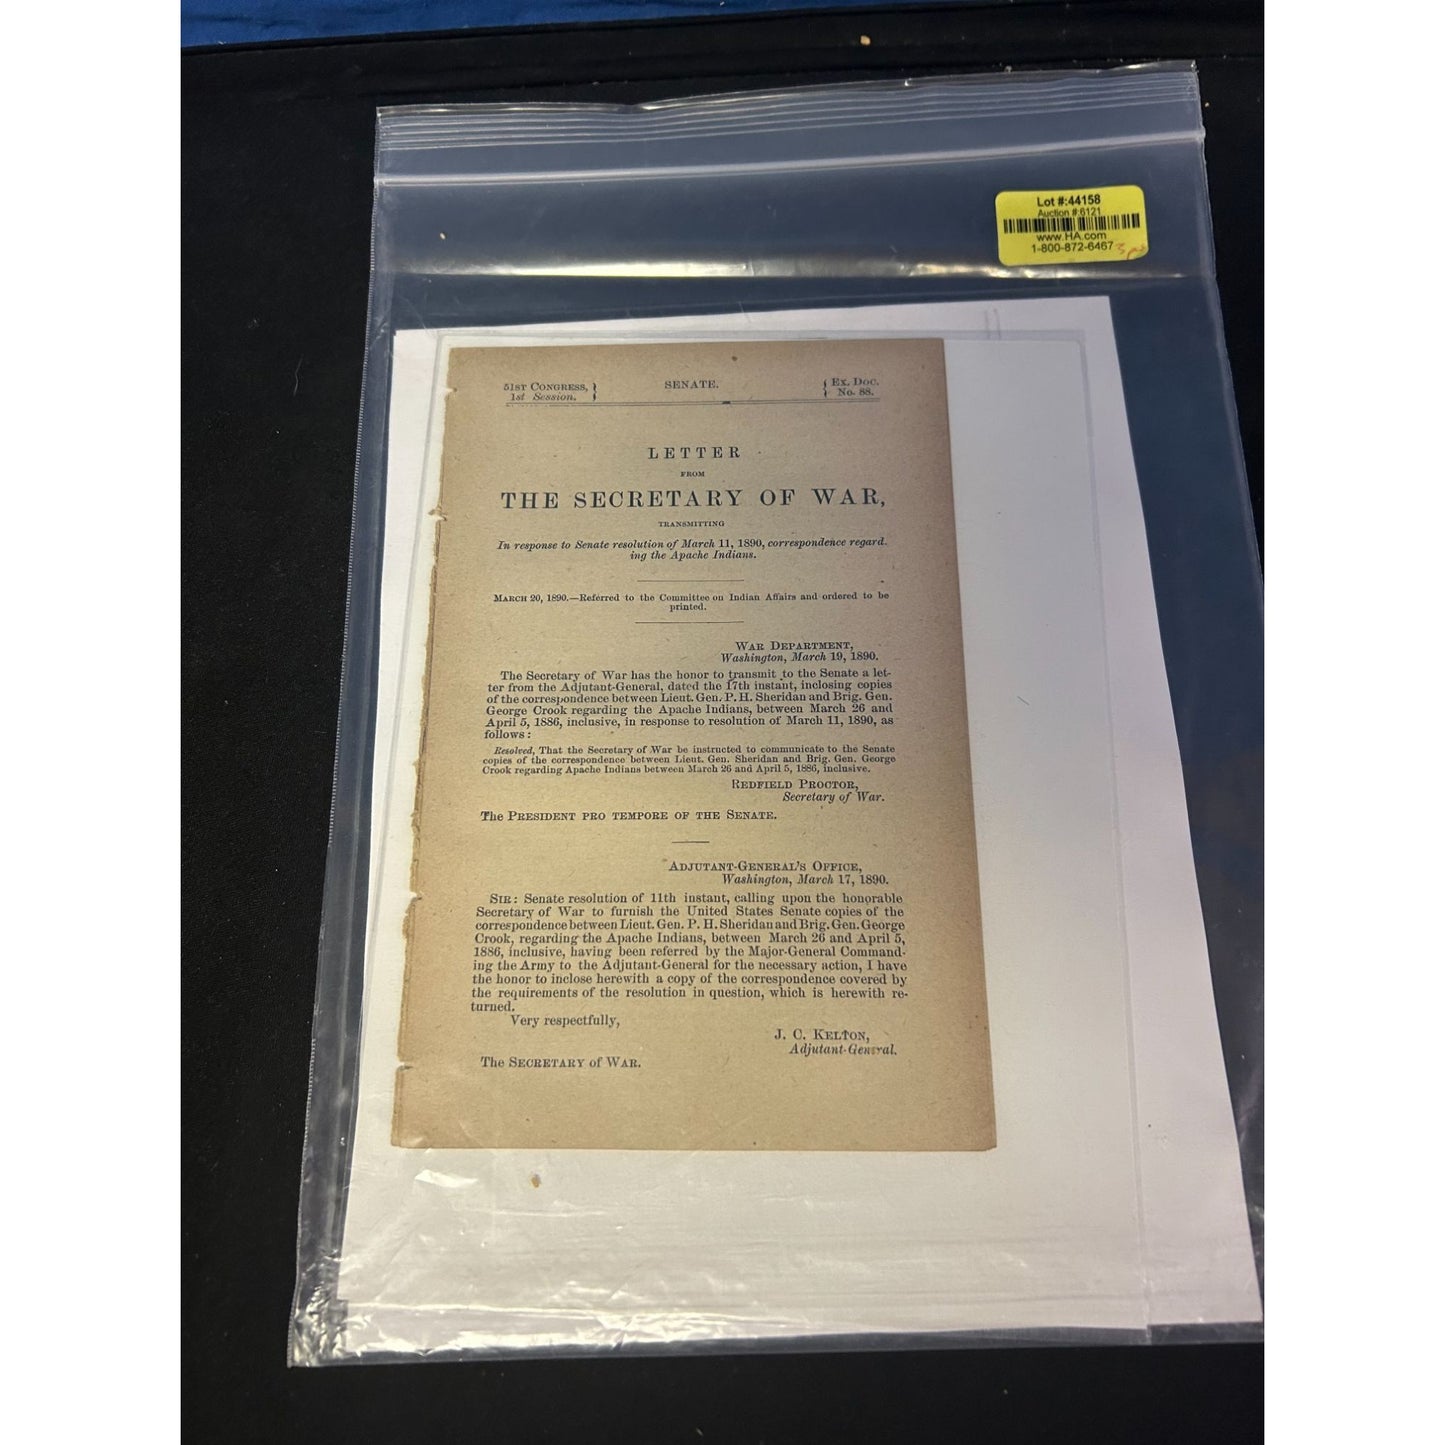 Lot #:44158
Auction #:6121
www.HA.com
1-800-872-6467
51ST CONGRESS, } SENATE. { EX. DOC.
1st Session. } { No. 88.
LETTER
FROM
THE SECRETARY OF WAR,
TRANSMITTING
In response to Senate resolution of March 11, 1890, correspondence regard-
ing the Apache Indians.
MARCH 20, 1890.—Referred to the Committee on Indian Affairs and ordered to be
printed.
WAR DEPARTMENT,
Washington, March 19, 1890.
The Secretary of War has the honor to transmit to the Senate a let-
ter from the Adjutant-General, dated the 17th instant, inclosing copies
of the correspondence between Lieut. Gen. P. H. Sheridan and Brig. Gen.
George Crook regarding the Apache Indians, between March 26 and
April 5, 1886, inclusive, in response to resolution of March 11, 1890, as
follows:
Resolved, That the Secretary of War be instructed to communicate to the Senate
copies of the correspondence between Lieut. Gen. Sheridan and Brig. Gen. George
Crook regarding Apache Indians between March 26 and April 5, 1886, inclusive.
REDFIELD PROCTOR,
Secretary of War.
The PRESIDENT PRO TEMPORE OF THE SENATE.
ADJUTANT-GENERAL'S OFFICE,
Washington, March 17, 1890.
SIR: Senate resolution of 11th instant, calling upon the honorable
Secretary of War to furnish the United States Senate copies of the
correspondence between Lieut. Gen. P. H. Sheridan and Brig. Gen. George
Crook, regarding the Apache Indians, between March 26 and April 5,
1886, inclusive, having been referred by the Major-General Command-
ing the Army to the Adjutant-General for the necessary action, I have
the honor to inclose herewith a copy of the correspondence covered by
the requirements of the resolution in question, which is herewith re-
turned.
Very respectfully,
J. C. KELTON,
Adjutant-General.
The SECRETARY of WAR.